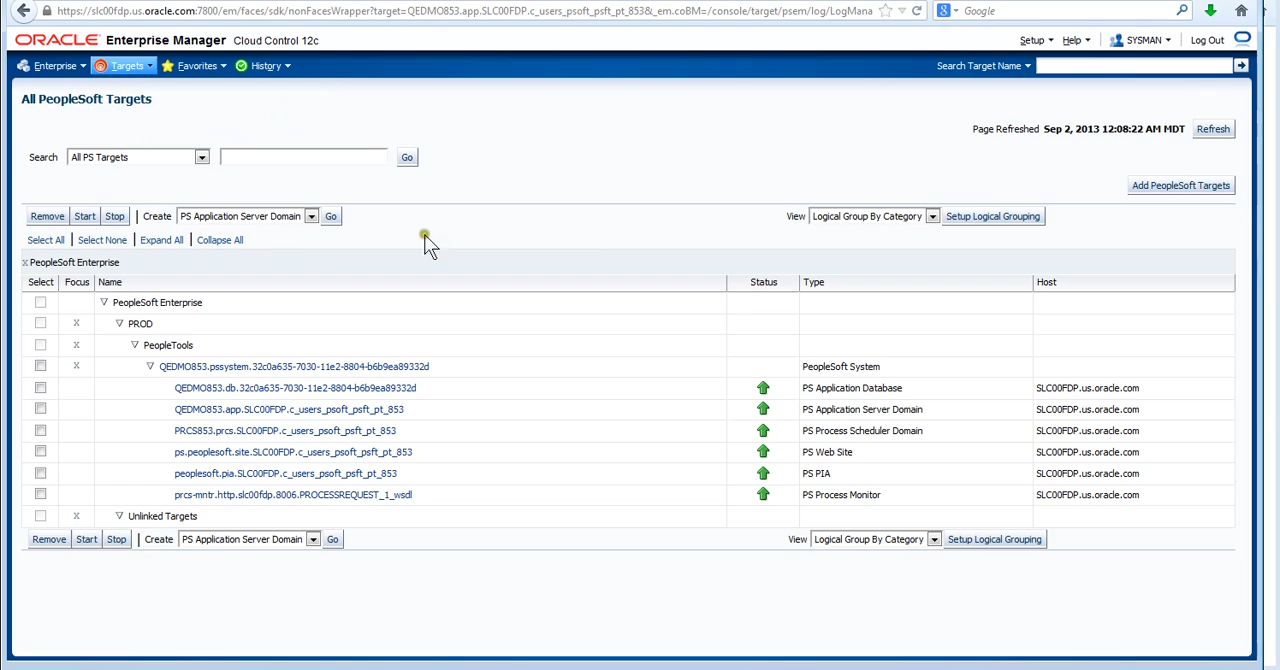 https://slc00fdp.us.oracle.com:7800/em/faces/sdk/nonFacesWrapper?target=QEDMO853.app.SLC00FDP.c_users_psoft_psft_pt_853&_em.coBM=/console/target/psem/log/LogMana
Google
ORACLE Enterprise Manager Cloud Control 12c
Setup Help SYSMAN Log Out
Enterprise Targets Favorites History
Search Target Name
All PeopleSoft Targets
Page Refreshed Sep 2, 2013 12:08:22 AM MDT Refresh
Search All PS Targets Go
Add PeopleSoft Targets
Remove Start Stop Create PS Application Server Domain Go View Logical Group By Category Setup Logical Grouping
Select All Select None Expand All Collapse All
x PeopleSoft Enterprise
Select Focus Name Status Type Host
PeopleSoft Enterprise
x PROD
x PeopleTools
x QEDMO853.pssystem.32c0a635-7030-11e2-8804-b6b9ea89332d PeopleSoft System
QEDMO853.db.32c0a635-7030-11e2-8804-b6b9ea89332d PS Application Database SLC00FDP.us.oracle.com
QEDMO853.app.SLC00FDP.c_users_psoft_psft_pt_853 PS Application Server Domain SLC00FDP.us.oracle.com
PRCS853.prcs.SLC00FDP.c_users_psoft_psft_pt_853 PS Process Scheduler Domain SLC00FDP.us.oracle.com
ps.peoplesoft.site.SLC00FDP.c_users_psoft_psft_pt_853 PS Web Site SLC00FDP.us.oracle.com
peoplesoft.pia.SLC00FDP.c_users_psoft_psft_pt_853 PS PIA SLC00FDP.us.oracle.com
prcs-mntr.http.slc00fdp.8006.PROCESSREQUEST_1_wsdl PS Process Monitor SLC00FDP.us.oracle.com
x Unlinked Targets
Remove Start Stop Create PS Application Server Domain Go View Logical Group By Category Setup Logical Grouping